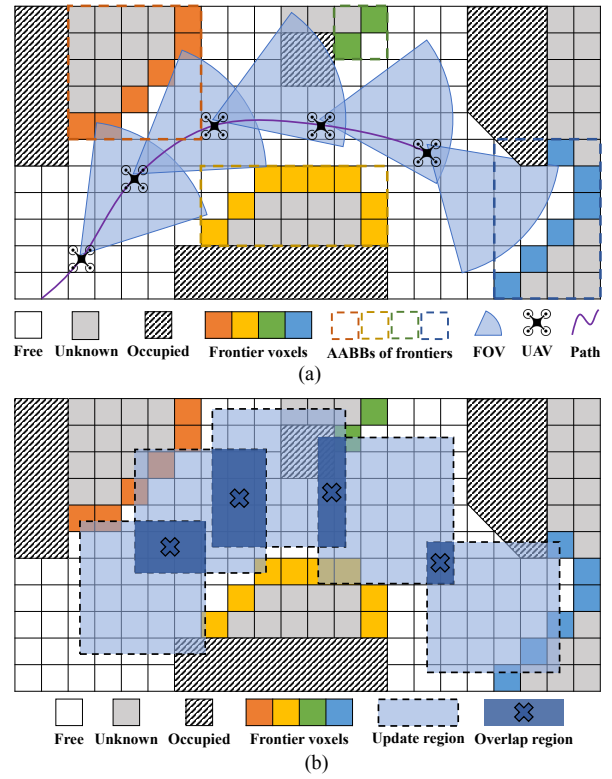 Free Unknown Occupied Frontier voxels AABBs of frontiers FOV UAV Path
(a)
Free Unknown Occupied Frontier voxels Update region Overlap region
(b)